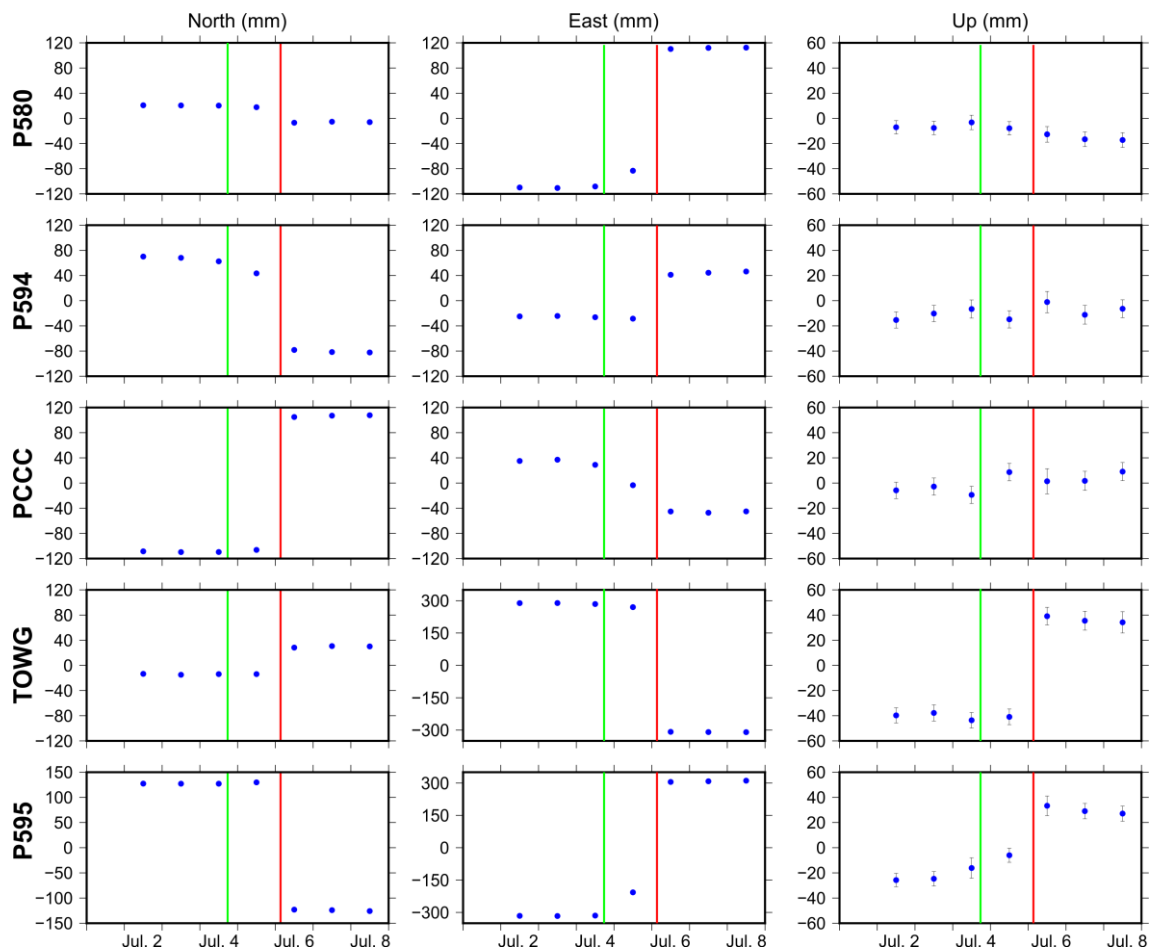 North (mm) East (mm) Up (mm)
P580
120 120 60
80 80 40
40 40 20
0 0 0
−40 −40 −20
−80 −80 −40
−120 −120 −60
P594
120 120 60
80 80 40
40 40 20
0 0 0
−40 −40 −20
−80 −80 −40
−120 −120 −60
PCCC
120 120 60
80 80 40
40 40 20
0 0 0
−40 −40 −20
−80 −80 −40
−120 −120 −60
TOWG
120 300 60
80 150 40
40 0 20
0 −150 0
−40 −300 −20
−80 −40
−120 −60
P595
150 300 60
100 150 40
50 0 20
0 −150 0
−50 −300 −20
−100 −40
−150 −60
Jul. 2 Jul. 4 Jul. 6 Jul. 8 Jul. 2 Jul. 4 Jul. 6 Jul. 8 Jul. 2 Jul. 4 Jul. 6 Jul. 8